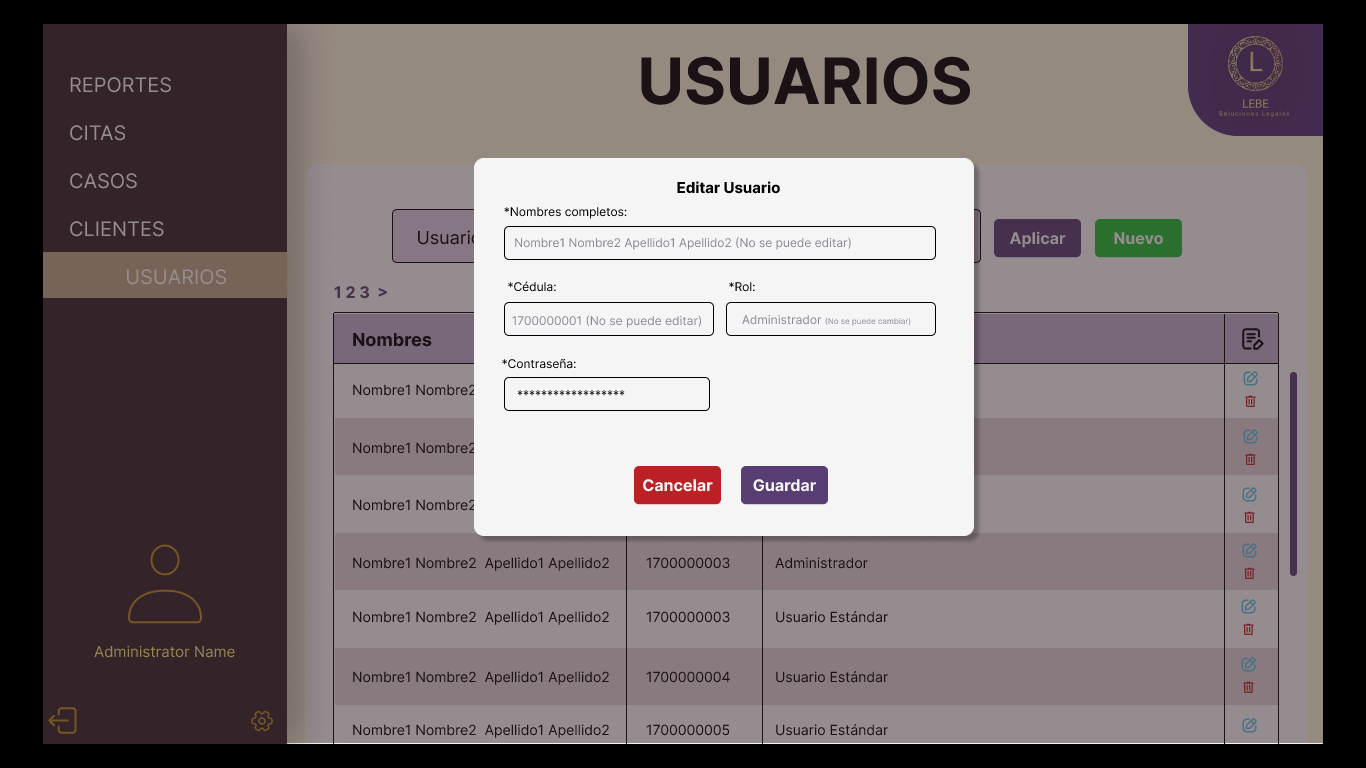 REPORTES
CITAS
CASOS
CLIENTES
USUARIOS
Administrator Name
USUARIOS
L
LEBE
Soluciones Legales
Aplicar
Nuevo
1 2 3 >
Nombres
Nombre1 Nombre2
Nombre1 Nombre2
Nombre1 Nombre2
Nombre1 Nombre2 Apellido1 Apellido2 1700000003 Administrador
Nombre1 Nombre2 Apellido1 Apellido2 1700000003 Usuario Estándar
Nombre1 Nombre2 Apellido1 Apellido2 1700000004 Usuario Estándar
Nombre1 Nombre2 Apellido1 Apellido2 1700000005 Usuario Estándar
Editar Usuario
*Nombres completos:
Nombre1 Nombre2 Apellido1 Apellido2 (No se puede editar)
*Cédula: *Rol:
1700000001 (No se puede editar) Administrador (No se puede cambiar)
*Contraseña:
******************
Cancelar Guardar